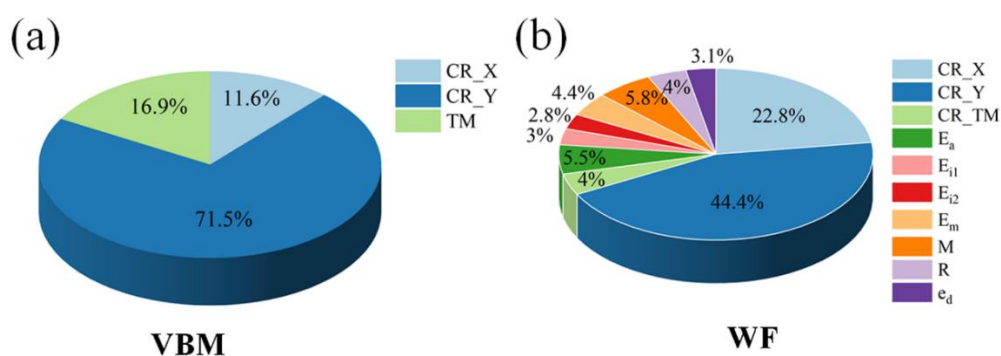 (a)
CR_X
CR_Y
TM
16.9%
11.6%
71.5%
VBM
(b)
CR_X
CR_Y
CR_TM
Ea
Ei1
Ei2
Em
M
R
ed
3.1%
4%
5.8%
4.4%
2.8%
3%
5.5%
4%
22.8%
44.4%
WF